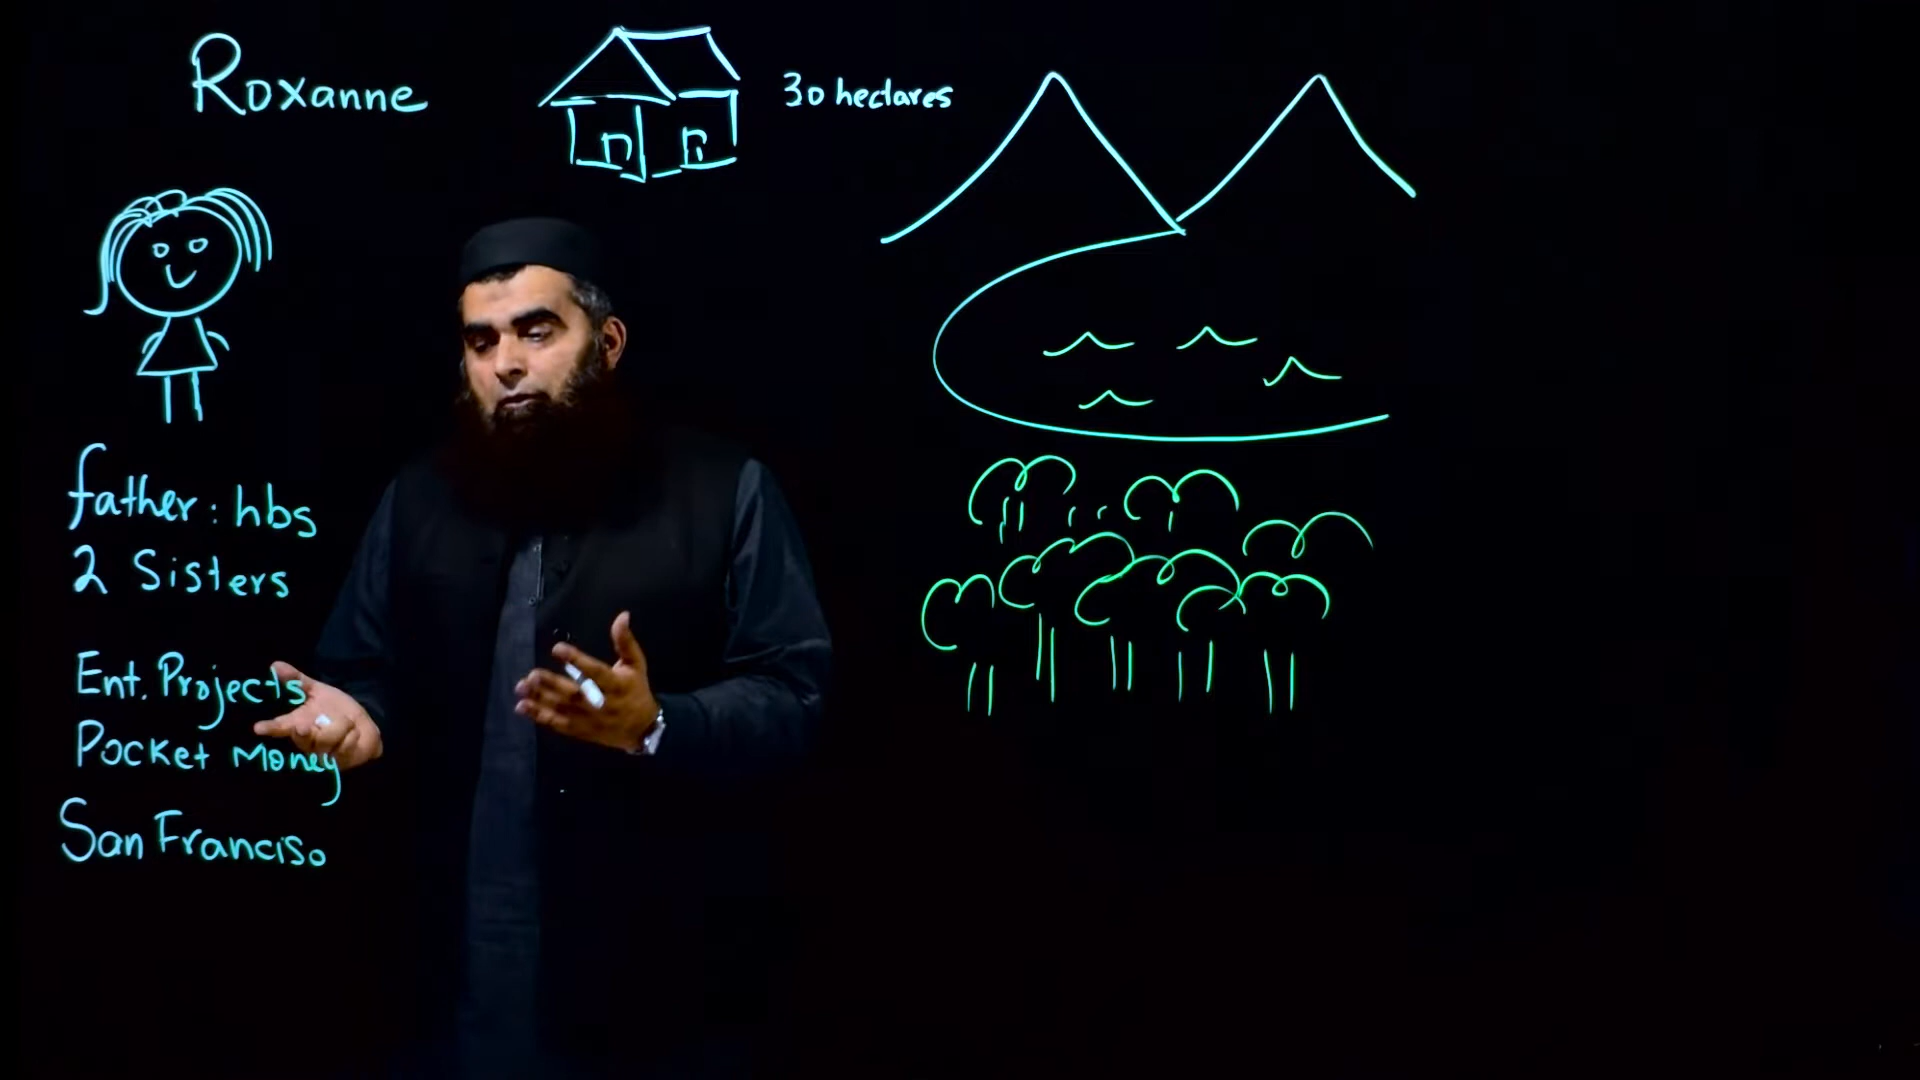 Roxanne
30 hectares
father: hbs
2 Sisters
Ent. Projects
Pocket Money
San Franciso